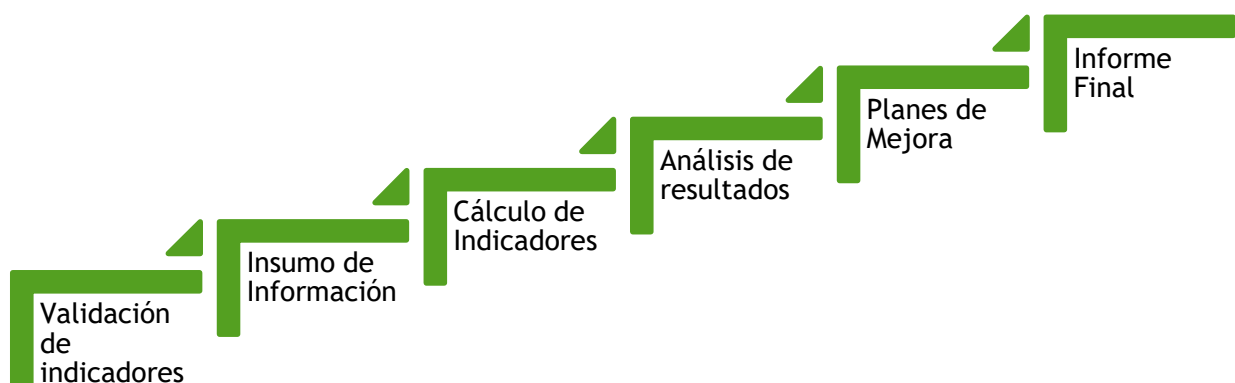 Validación
de
indicadores
Insumo de
Información
Cálculo de
Indicadores
Análisis de
resultados
Planes de
Mejora
Informe
Final